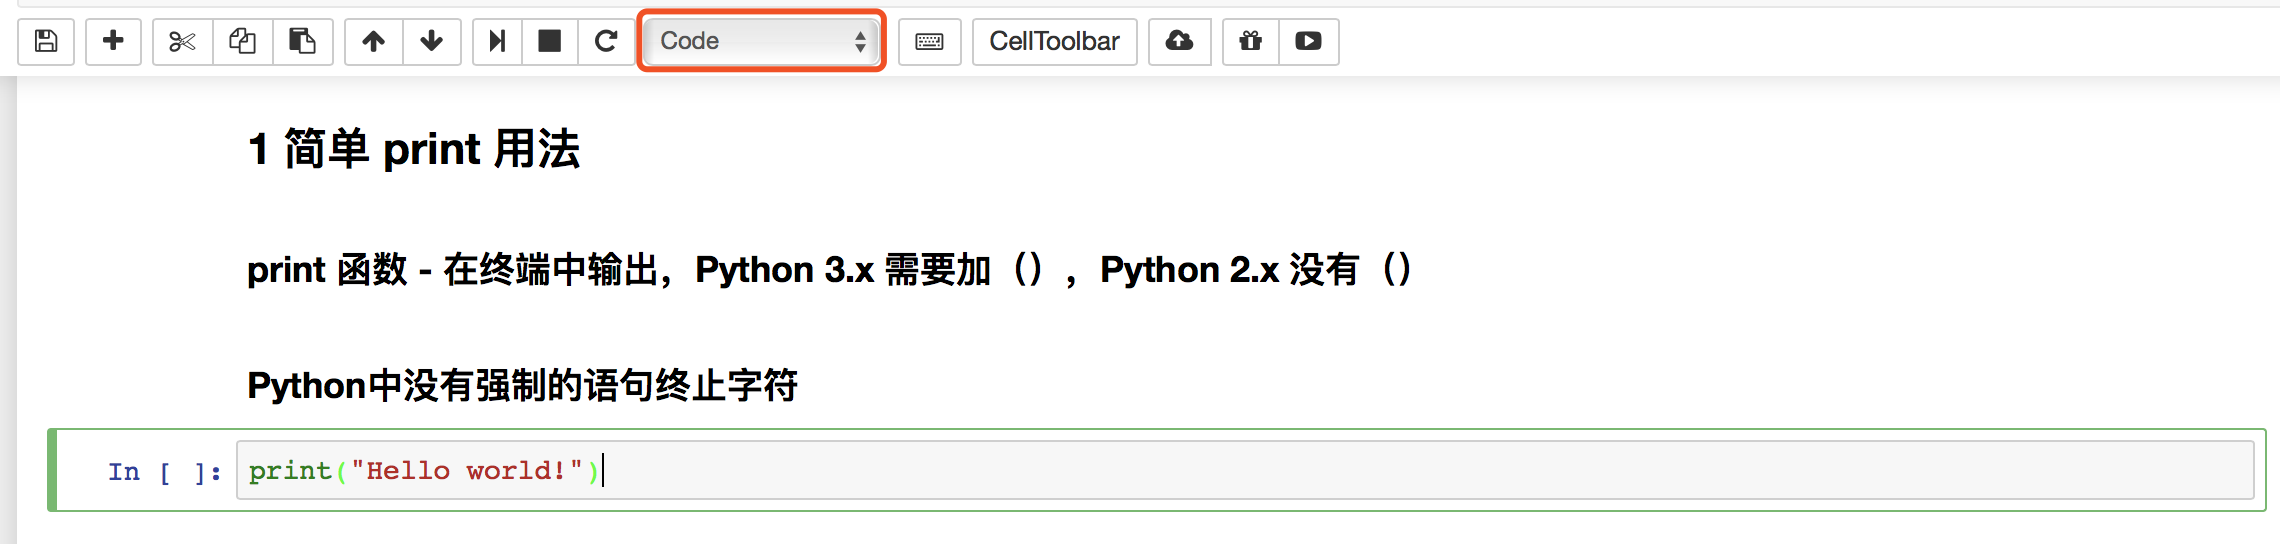 Code
CellToolbar
1 简单 print 用法
print 函数 - 在终端中输出，Python 3.x 需要加（），Python 2.x 没有（）
Python中没有强制的语句终止字符
In [ ]: print("Hello world!")